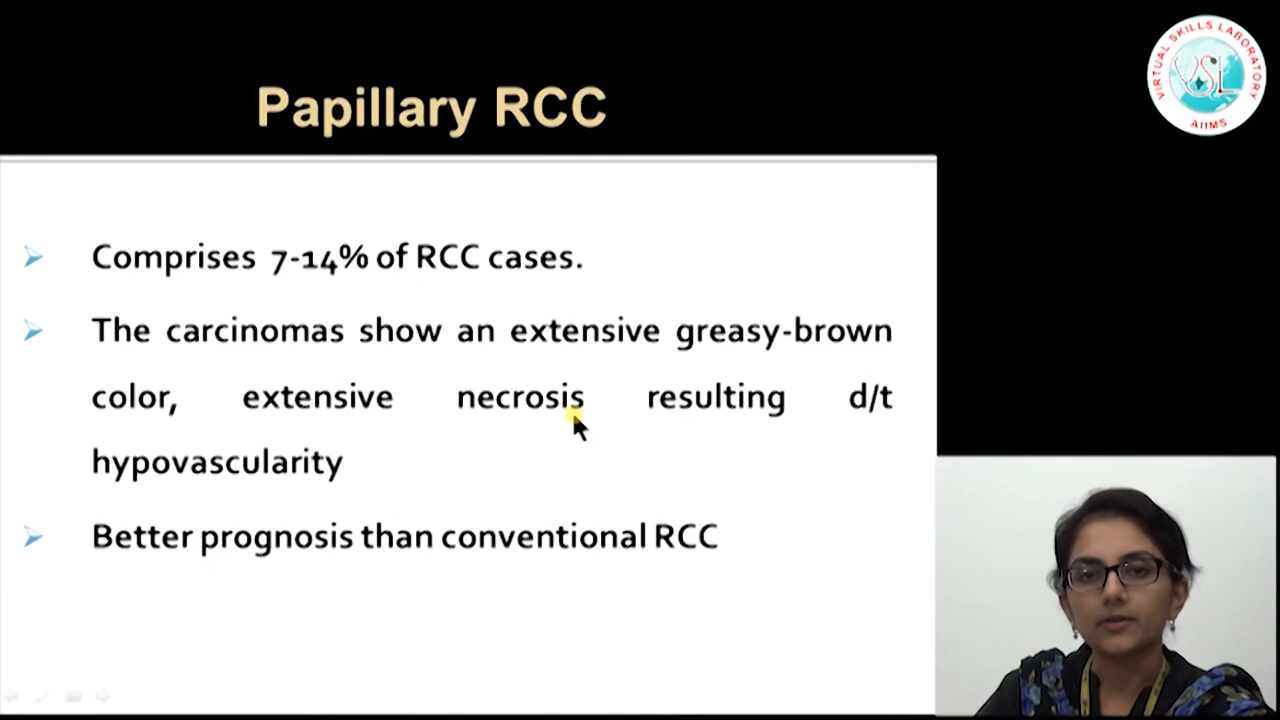 VIRTUAL SKILLS LABORATORY
VSL
AIIMS
Papillary RCC
Comprises 7-14% of RCC cases.
The carcinomas show an extensive greasy-brown
color, extensive necrosis resulting d/t
hypovascularity
Better prognosis than conventional RCC